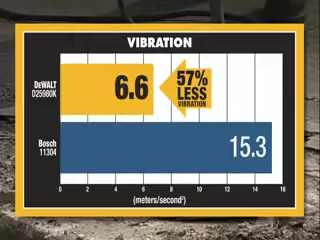 VIBRATION
DeWALT
D25980K
6.6
57%
LESS
VIBRATION
Bosch
11304
15.3
0 2 4 6 8 10 12 14 16
(meters/second²)